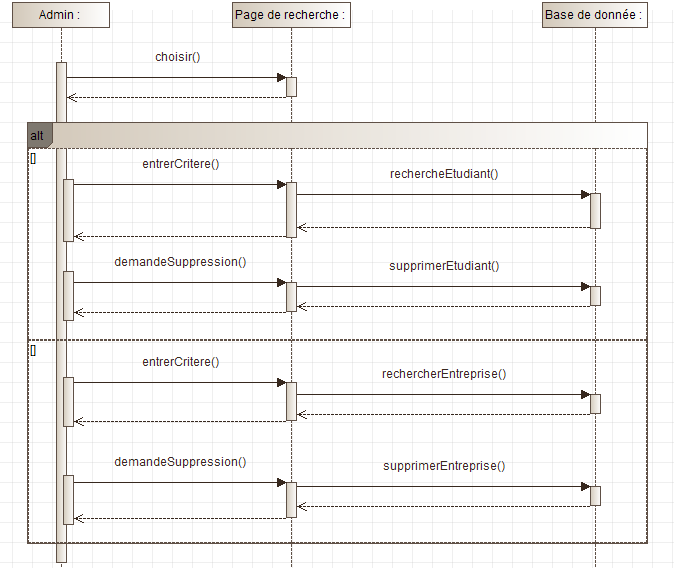 Admin :
Page de recherche :
Base de donnée :
choisir()
alt
[]
entrerCritere()
rechercheEtudiant()
demandeSuppression()
supprimerEtudiant()
[]
entrerCritere()
rechercherEntreprise()
demandeSuppression()
supprimerEntreprise()